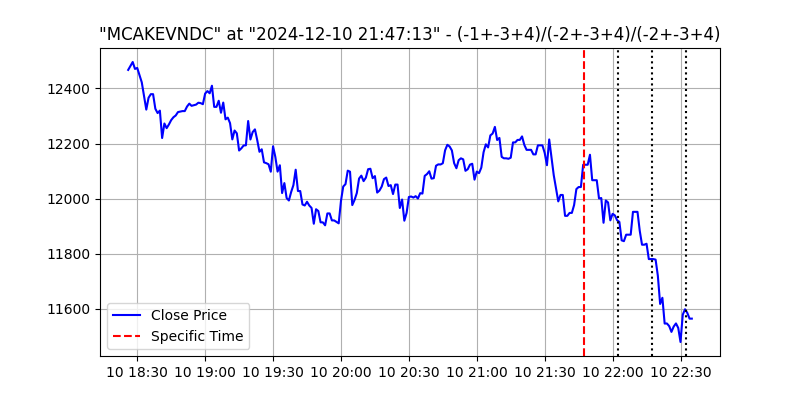 "MCAKEVNDC" at "2024-12-10 21:47:13" - (-1+-3+4)/(-2+-3+4)/(-2+-3+4)
12400
12200
12000
11800
11600
Close Price
Specific Time
10 18:30 10 19:00 10 19:30 10 20:00 10 20:30 10 21:00 10 21:30 10 22:00 10 22:30